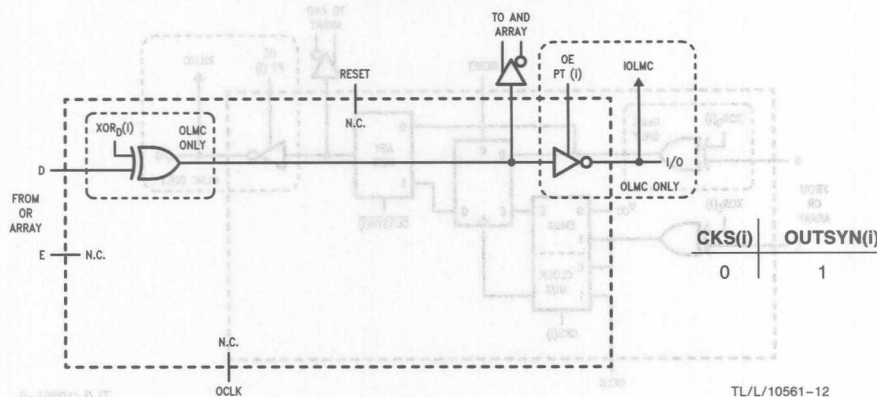 TO AND
ARRAY
OE
PT (i)
IOLMC
RESET
N.C.
XOR_D(i)
OLMC
ONLY
D
FROM
OR
ARRAY
E
N.C.
I/O
OLMC ONLY
CKS(i) OUTSYN(i)
0 1
N.C.
OCLK
TL/L/10561-12